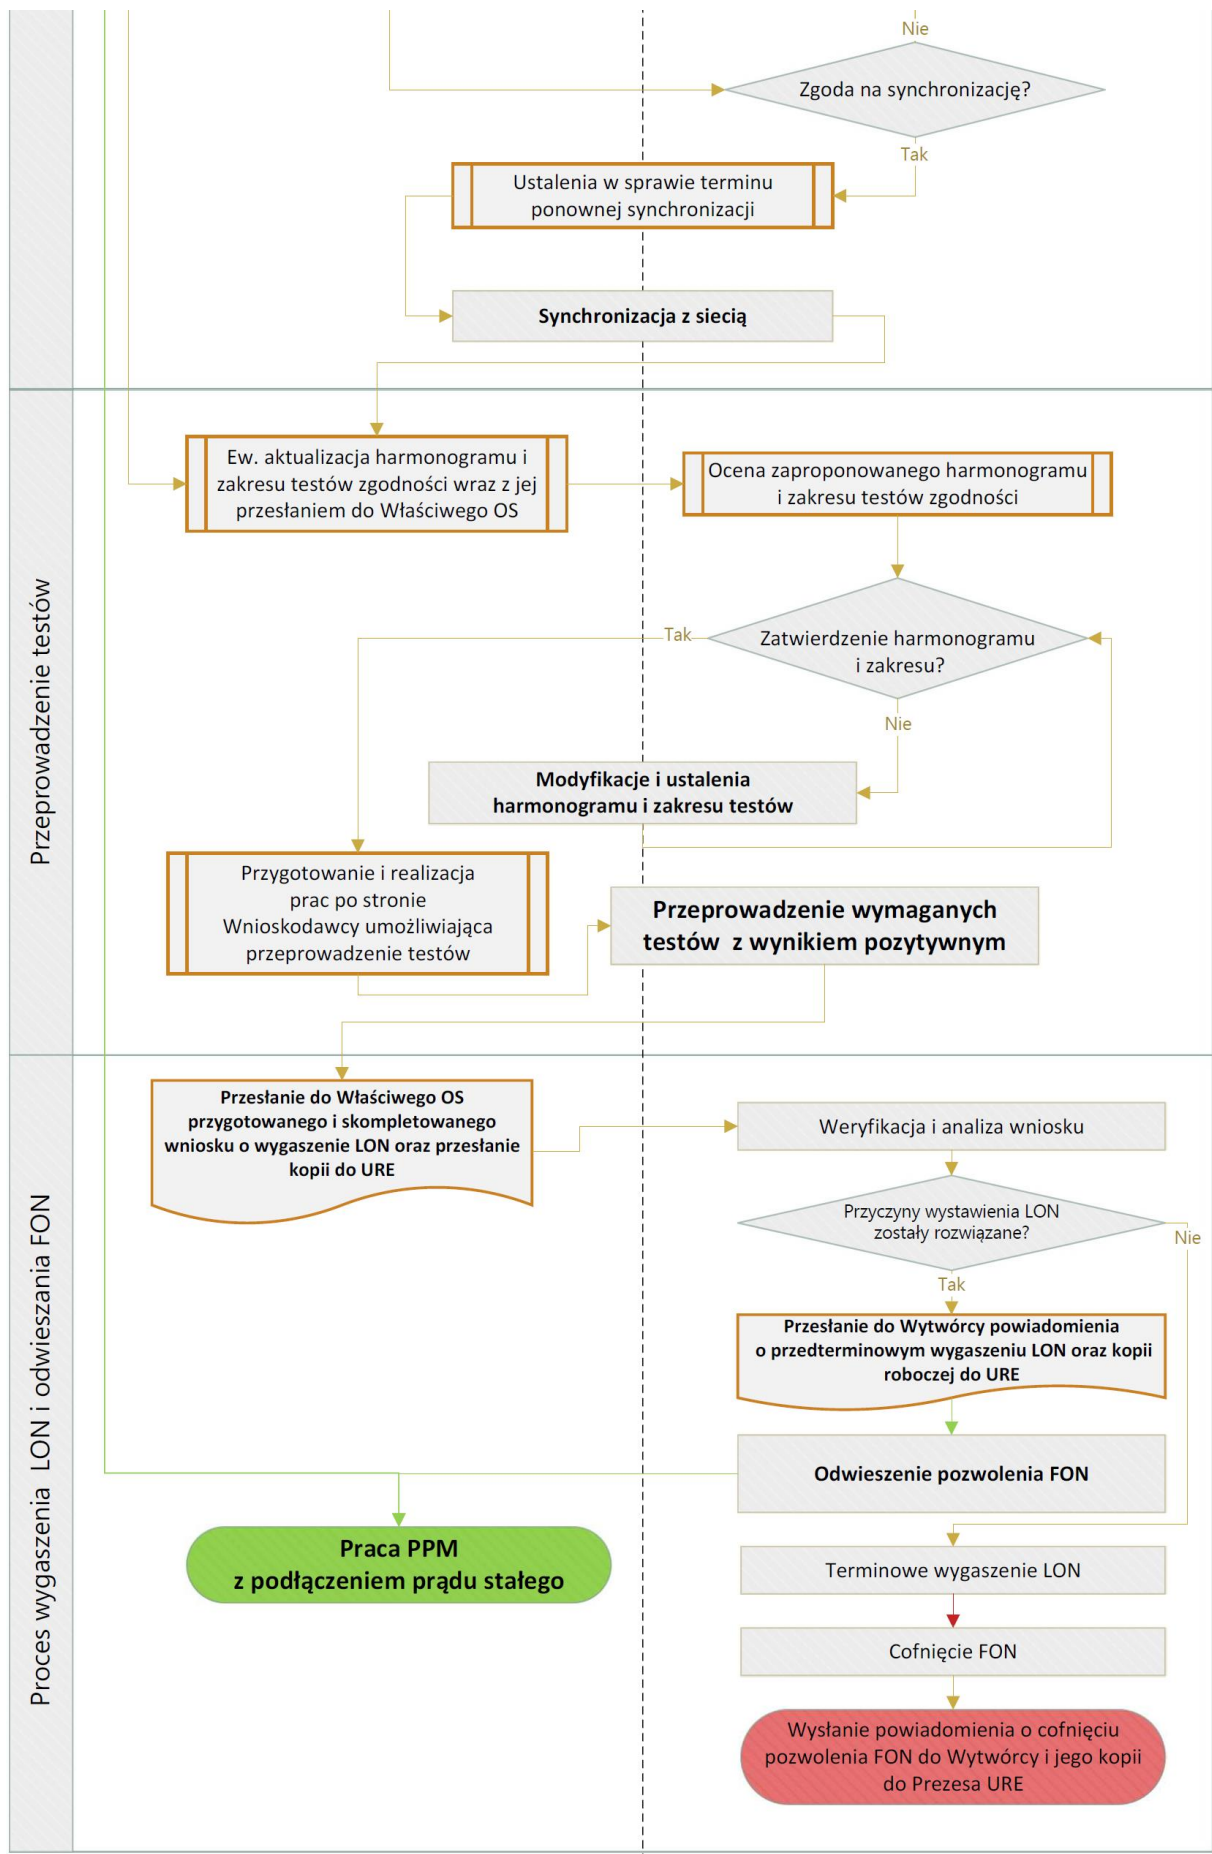 Nie
Zgoda na synchronizację?
Tak
Ustalenia w sprawie terminu
ponownej synchronizacji
Synchronizacja z siecią
Przeprowadzenie testów
Ew. aktualizacja harmonogramu i
zakresu testów zgodności wraz z jej
przesłaniem do Właściwego OS
Ocena zaproponowanego harmonogramu
i zakresu testów zgodności
Tak
Zatwierdzenie harmonogramu
i zakresu?
Nie
Modyfikacje i ustalenia
harmonogramu i zakresu testów
Przygotowanie i realizacja
prac po stronie
Wnioskodawcy umożliwiająca
przeprowadzenie testów
Przeprowadzenie wymaganych
testów z wynikiem pozytywnym
Proces wygaszenia LON i odwieszania FON
Przesłanie do Właściwego OS
przygotowanego i skompletowanego
wniosku o wygaszenie LON oraz przesłanie
kopii do URE
Weryfikacja i analiza wniosku
Przyczyny wystawienia LON
zostały rozwiązane?
Nie
Tak
Przesłanie do Wytwórcy powiadomienia
o przedterminowym wygaszeniu LON oraz kopii
roboczej do URE
Odwieszenie pozwolenia FON
Praca PPM
z podłączeniem prądu stałego
Terminowe wygaszenie LON
Cofnięcie FON
Wysłanie powiadomienia o cofnięciu
pozwolenia FON do Wytwórcy i jego kopii
do Prezesa URE